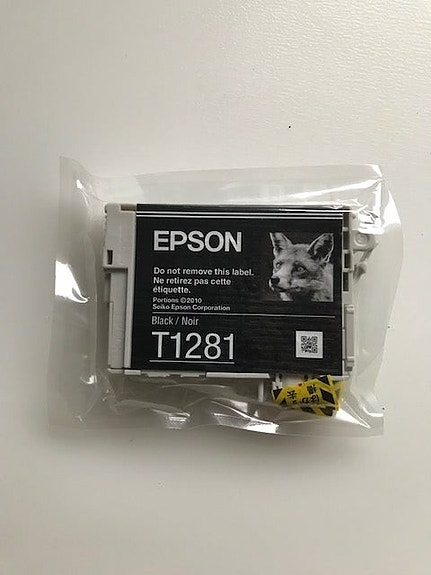 EPSON
Do not remove this label.
Ne retirez pas cette
étiquette.
Portions ©2010
Seiko Epson Corporation
Black / Noir
T1281